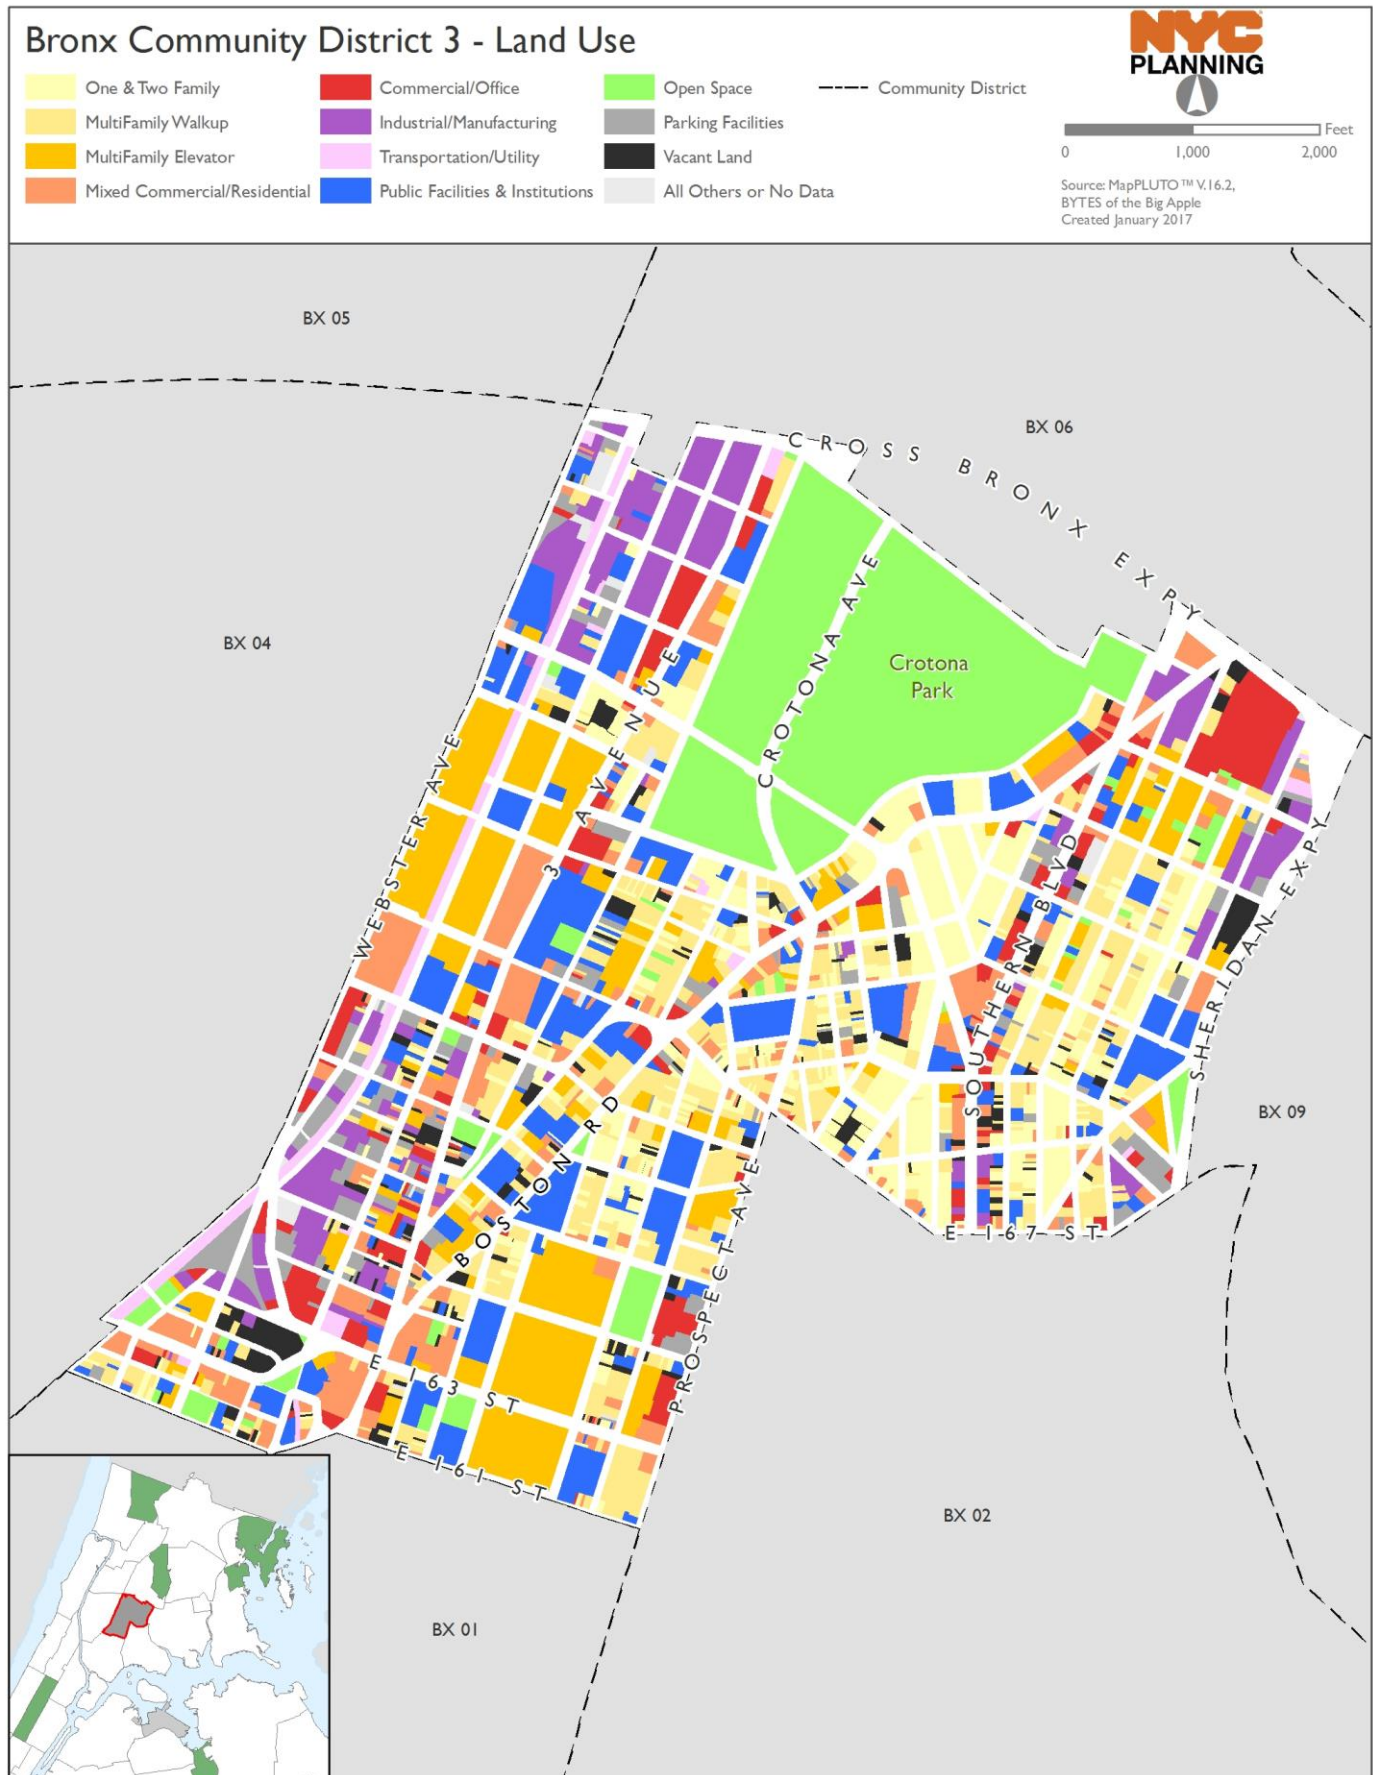 Bronx Community District 3 - Land Use
One & Two Family
MultiFamily Walkup
MultiFamily Elevator
Mixed Commercial/Residential
Commercial/Office
Industrial/Manufacturing
Transportation/Utility
Public Facilities & Institutions
Open Space
Parking Facilities
Vacant Land
All Others or No Data
Community District
NYC
PLANNING
Feet
0 1,000 2,000
Source: MapPLUTO™ V.16.2,
BYTES of the Big Apple
Created January 2017
BX 05
BX 06
CROSS BRONX EXPY
BX 04
CROTONA AVE
Crotona
Park
3 AVENUE
WEBSTER AVE
SOUTHERN BLVD
SHERIDAN EXPY
BX 09
BOSTON RD
PROSPECT AVE
E 167 ST
E 163 ST
E 161 ST
BX 02
BX 01